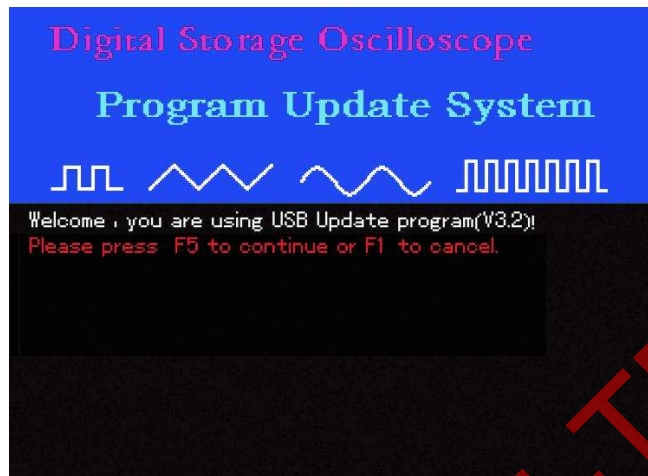 Digital Storage Oscilloscope
Program Update System
Welcome , you are using USB Update program(V3.2)!
Please press F5 to continue or F1 to cancel.